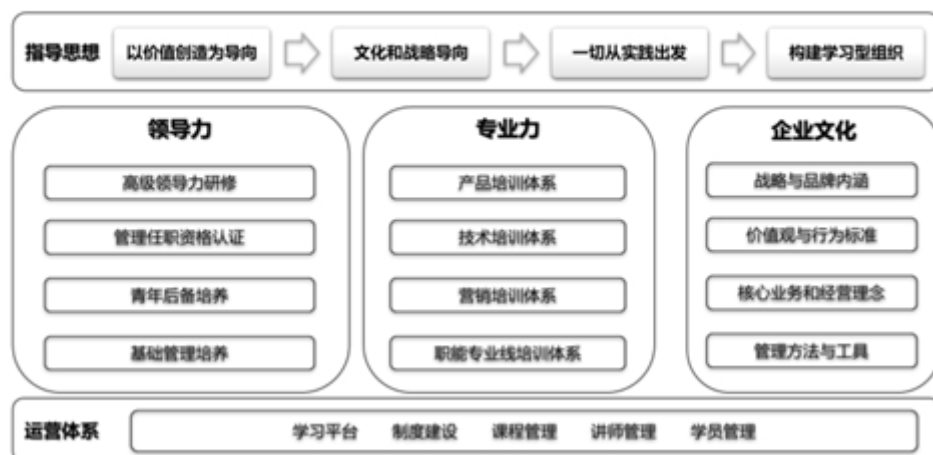 指导思想 以价值创造为导向 文化和战略导向 一切从实践出发 构建学习型组织
领导力
高级领导力研修
管理任职资格认证
青年后备培养
基础管理培养
专业力
产品培训体系
技术培训体系
营销培训体系
职能专业线培训体系
企业文化
战略与品牌内涵
价值观与行为标准
核心业务和经营理念
管理方法与工具
运营体系 学习平台 制度建设 课程管理 讲师管理 学员管理